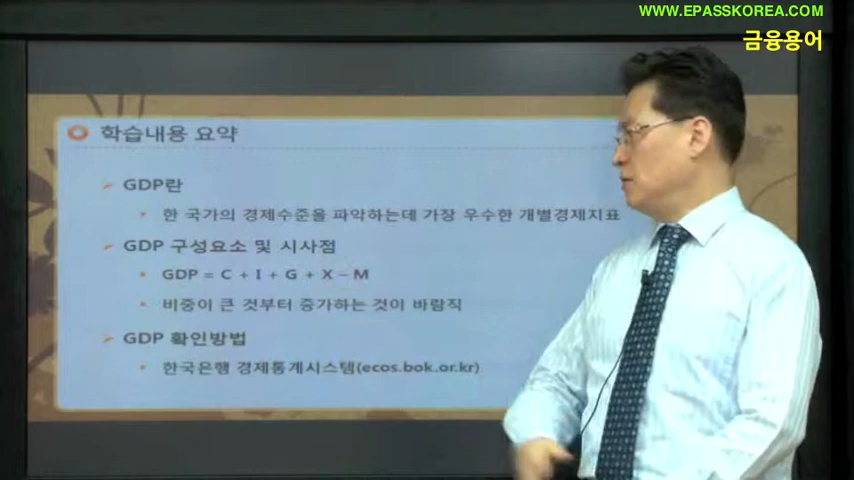 WWW.EPASSKOREA.COM
금융용어
학습내용 요약
GDP란
한 국가의 경제수준을 파악하는데 가장 우수한 개별경제지표
GDP 구성요소 및 시사점
GDP = C + I + G + X – M
비중이 큰 것부터 증가하는 것이 바람직
GDP 확인방법
한국은행 경제통계시스템(ecos.bok.or.kr)